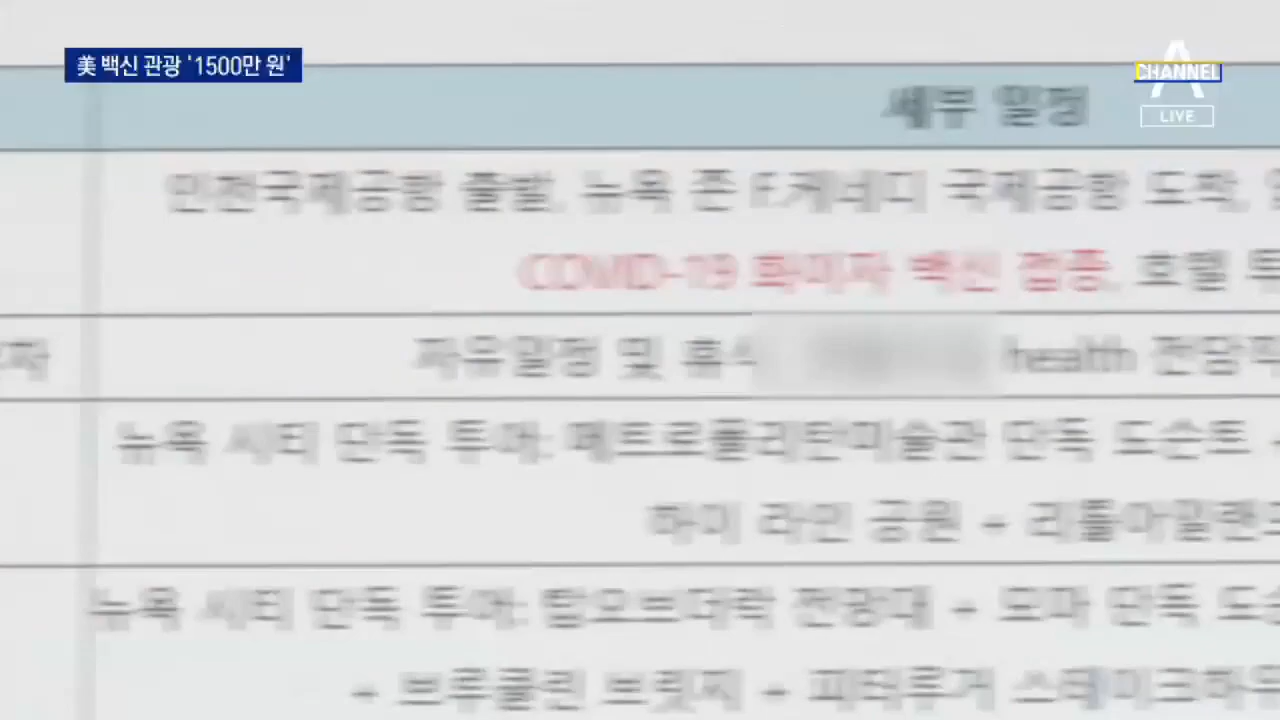 美 백신 관광 '1500만 원'
CHANNEL A
LIVE
세부 일정
인천국제공항 출발, 뉴욕 존 F.케네디 국제공항 도착,
COVID-19 화이자 백신 접종, 호텔
자유일정 및 휴식 health 전담
뉴욕 시티 단독 투어: 메트로폴리탄미술관 단독 도슨트
하이 라인 공원 + 리틀아일랜드
뉴욕 시티 단독 투어: 탑오브더락 전망대 + 모마 단독
+ 브루클린 브릿지 + 피터루거 스테이크하우